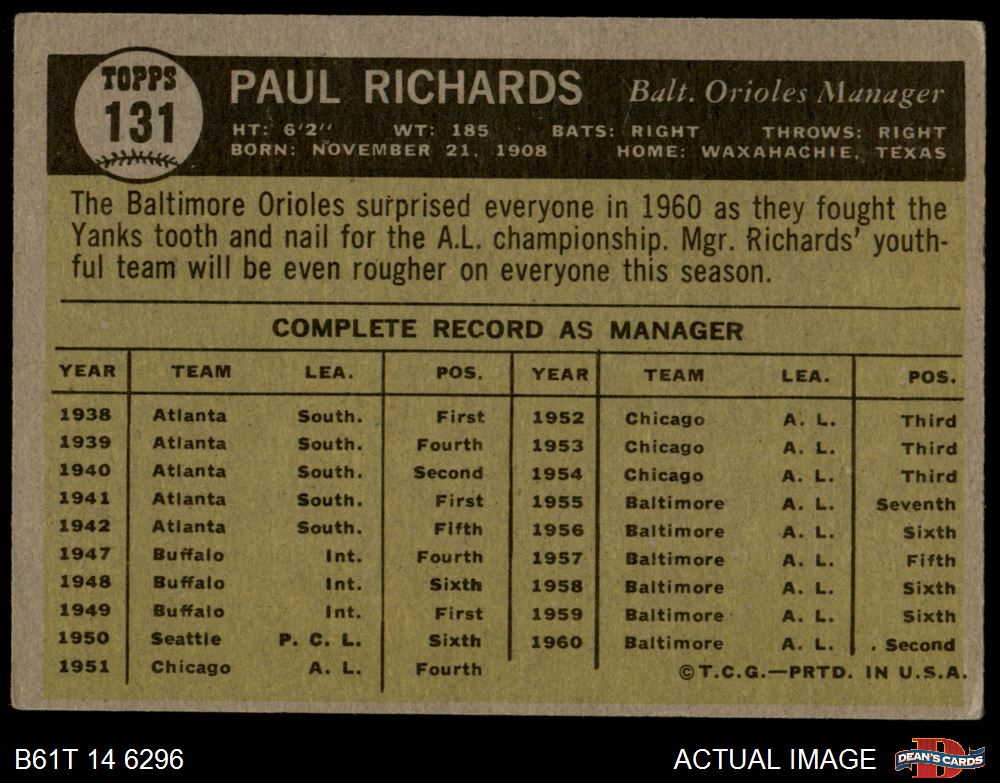 TOPPS
131
PAUL RICHARDS Balt. Orioles Manager
HT: 6'2" WT: 185 BATS: RIGHT THROWS: RIGHT
BORN: NOVEMBER 21, 1908 HOME: WAXAHACHIE, TEXAS
The Baltimore Orioles surprised everyone in 1960 as they fought the
Yanks tooth and nail for the A.L. championship. Mgr. Richards' youth-
ful team will be even rougher on everyone this season.
COMPLETE RECORD AS MANAGER
YEAR TEAM LEA. POS. YEAR TEAM LEA. POS.
1938 Atlanta South. First 1952 Chicago A. L. Third
1939 Atlanta South. Fourth 1953 Chicago A. L. Third
1940 Atlanta South. Second 1954 Chicago A. L. Third
1941 Atlanta South. First 1955 Baltimore A. L. Seventh
1942 Atlanta South. Fifth 1956 Baltimore A. L. Sixth
1947 Buffalo Int. Fourth 1957 Baltimore A. L. Fifth
1948 Buffalo Int. Sixth 1958 Baltimore A. L. Sixth
1949 Buffalo Int. First 1959 Baltimore A. L. Sixth
1950 Seattle P. C. L. Sixth 1960 Baltimore A. L. Second
1951 Chicago A. L. Fourth ©T.C.G.—PRTD. IN U.S.A.
B61T 14 6296 ACTUAL IMAGE DEAN'S CARDS